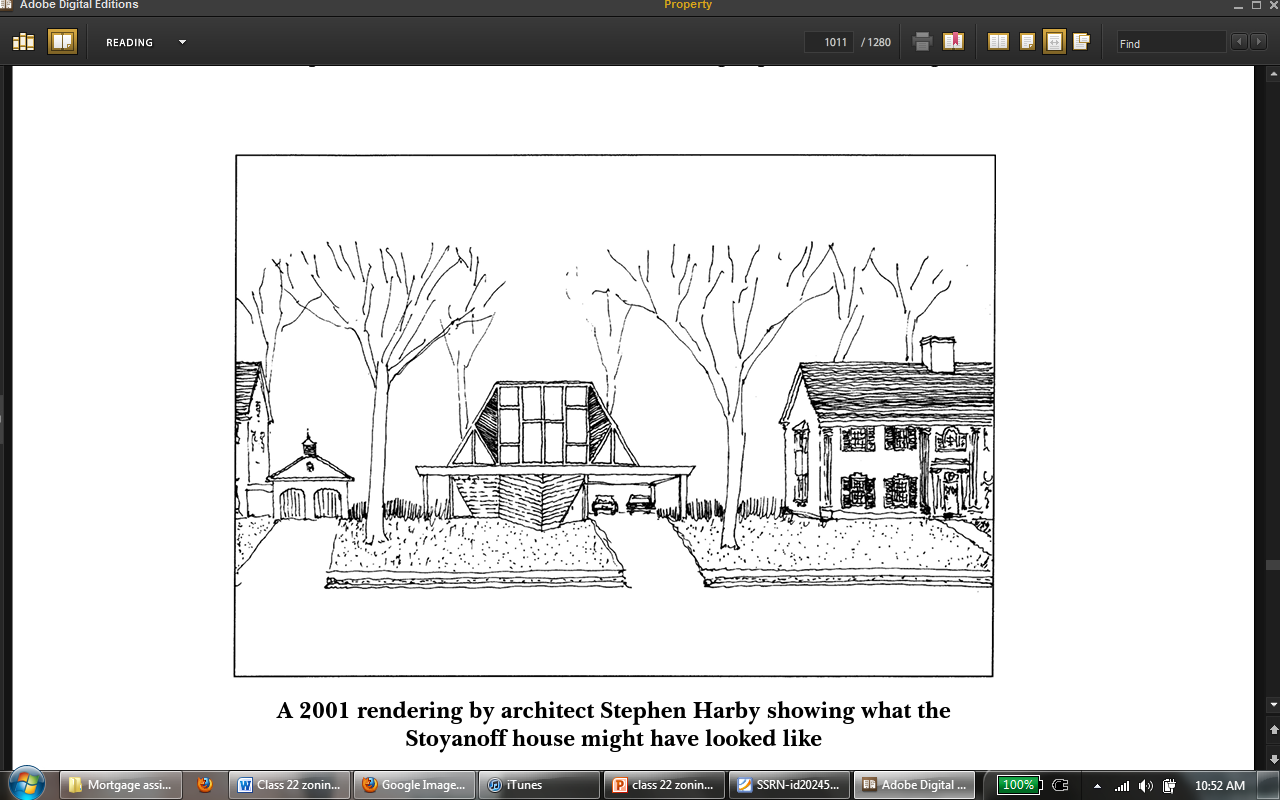 Adobe Digital Editions
Property
READING
1011 / 1280
Find
A 2001 rendering by architect Stephen Harby showing what the
Stoyanoff house might have looked like
Mortgage assi...
Class 22 zonin...
Google Image...
iTunes
class 22 zonin...
SSRN-id20245...
Adobe Digital ...
100%
10:52 AM